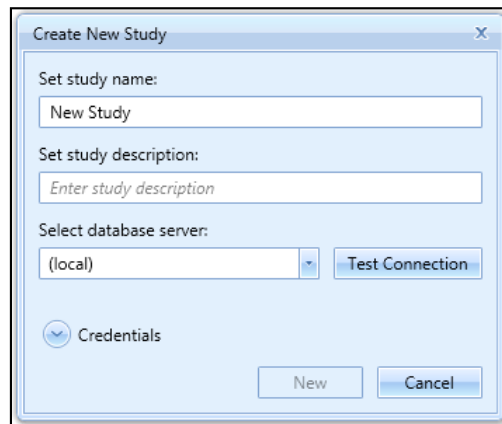 Create New Study
Set study name:
New Study
Set study description:
Enter study description
Select database server:
(local)
Test Connection
Credentials
New
Cancel